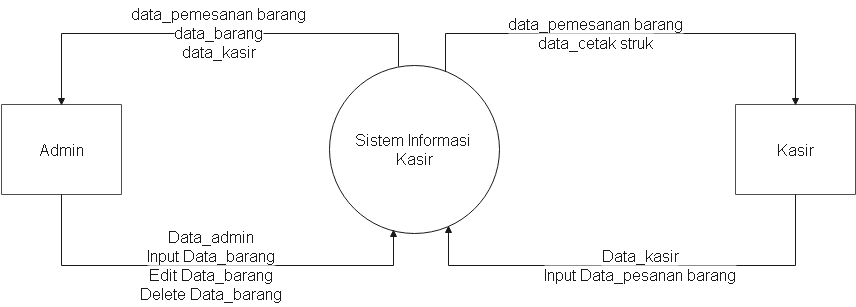 data_pemesanan barang
data_barang
data_kasir
data_pemesanan barang
data_cetak struk
Admin
Sistem Informasi
Kasir
Kasir
Data_admin
Input Data_barang
Edit Data_barang
Delete Data_barang
Data_kasir
Input Data_pesanan barang